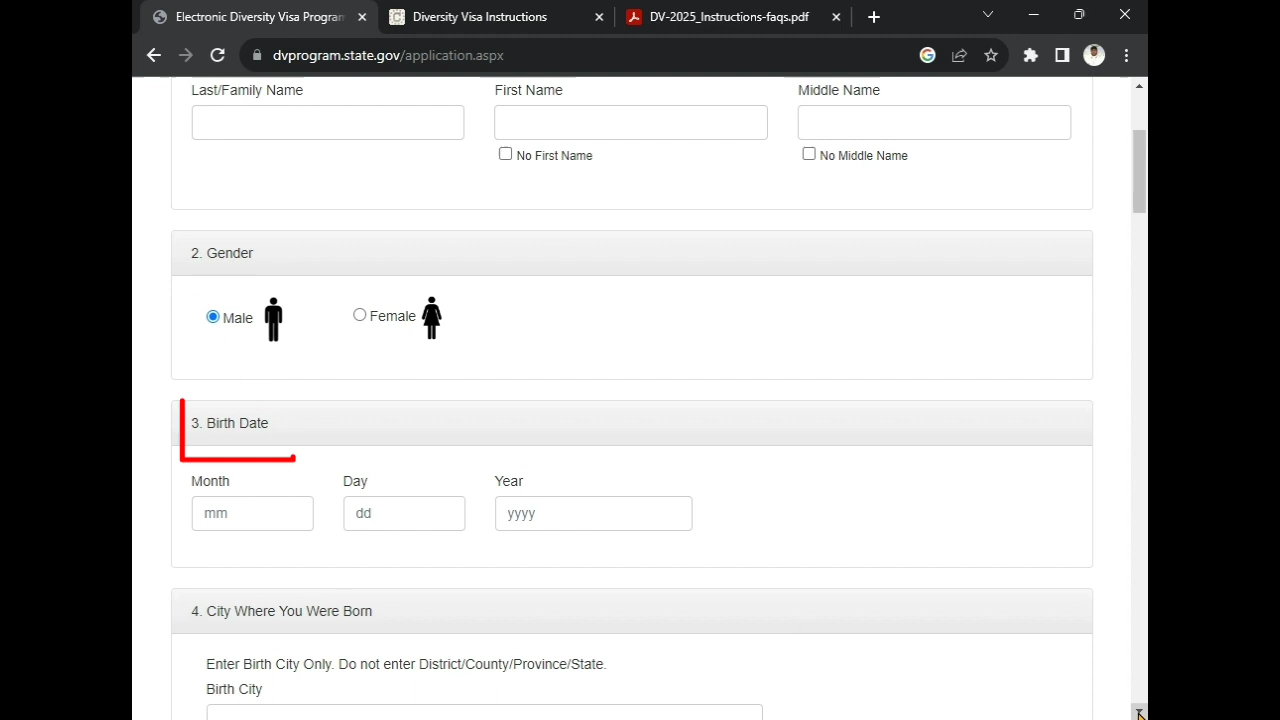 Electronic Diversity Visa Program
Diversity Visa Instructions
DV-2025_Instructions-faqs.pdf
dvprogram.state.gov/application.aspx
Last/Family Name
First Name
Middle Name
No First Name
No Middle Name
2. Gender
Male
Female
3. Birth Date
Month
Day
Year
mm
dd
yyyy
4. City Where You Were Born
Enter Birth City Only. Do not enter District/County/Province/State.
Birth City